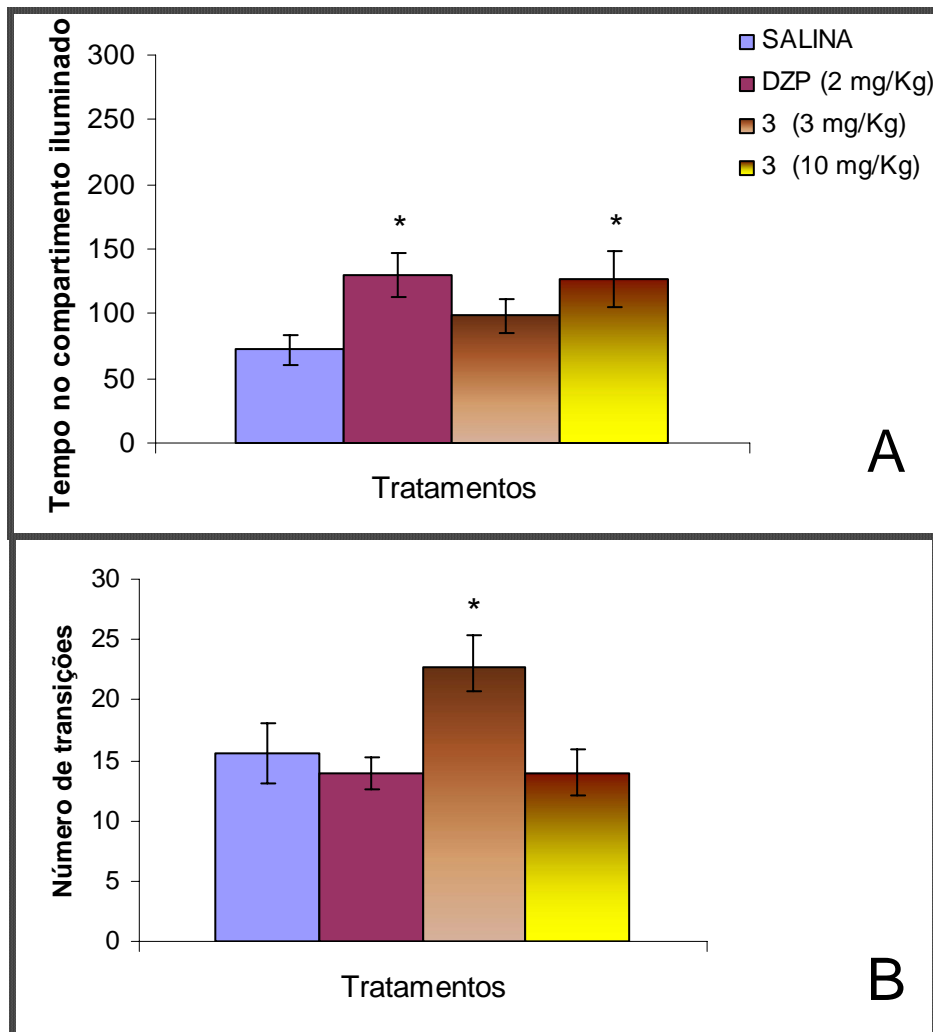 Tempo no compartimento iluminado
300
250
200
150
100
50
0
*
*
Tratamentos
SALINA
DZP (2 mg/Kg)
3 (3 mg/Kg)
3 (10 mg/Kg)
A
Número de transições
30
25
20
15
10
5
0
*
Tratamentos
B